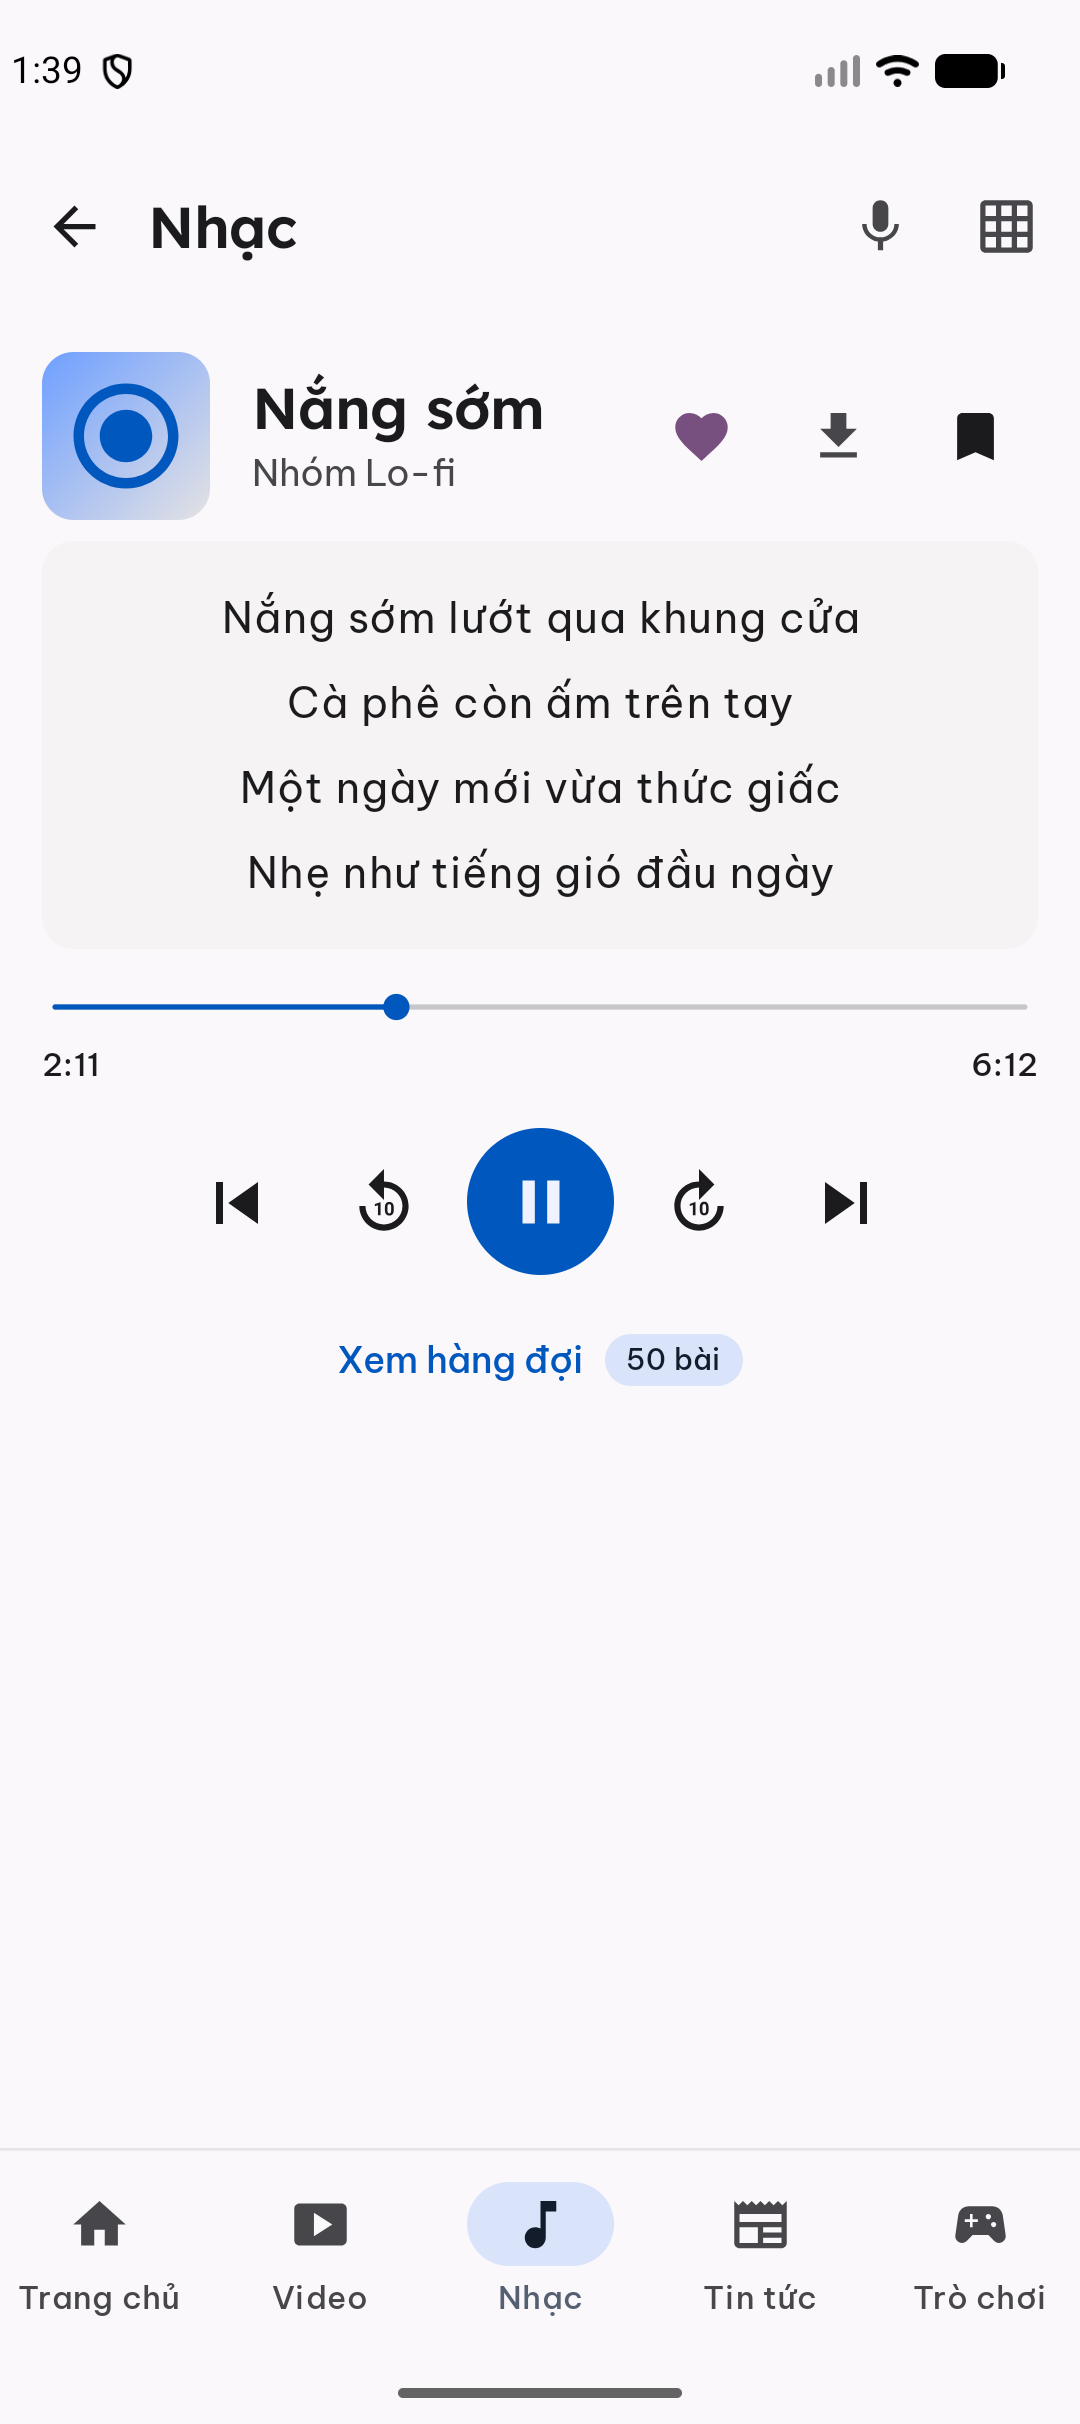 1:39
Nhạc
Nắng sớm
Nhóm Lo-fi
Nắng sớm lướt qua khung cửa
Cà phê còn ấm trên tay
Một ngày mới vừa thức giấc
Nhẹ như tiếng gió đầu ngày
2:11 6:12
10 10
Xem hàng đợi 50 bài
Trang chủ Video Nhạc Tin tức Trò chơi